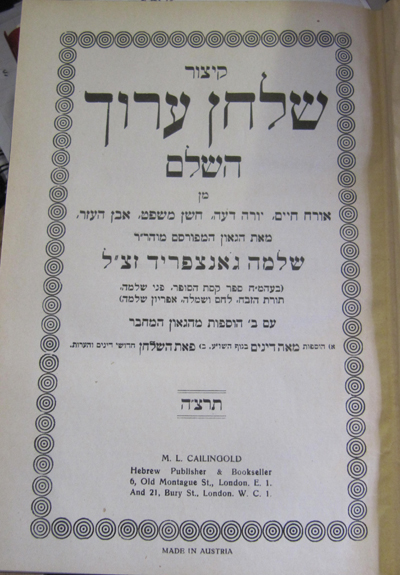 קיצור
שלחן ערוך
השלם
מן
אורח חיים, יורה דעה, חשן משפט, אבן העזר,
מאת הגאון המפורסם מוהר״ר
שלמה גאנצפריד זצ״ל
(בעהמ״ח ספר קסת הסופר, פני שלמה,
תורת הזבח, לחם ושמלה, אפריון שלמה)
עם ב׳ הוספות מהגאון המחבר
א) הוספות מאה דינים בגוף השו״ע. ב) פאת השלחן חדושי דינים והערות.
תרצ״ה
M. L. CAILINGOLD
Hebrew Publisher & Bookseller
6, Old Montague St., London. E. 1.
And 21, Bury St., London. W. C. 1.
MADE IN AUSTRIA